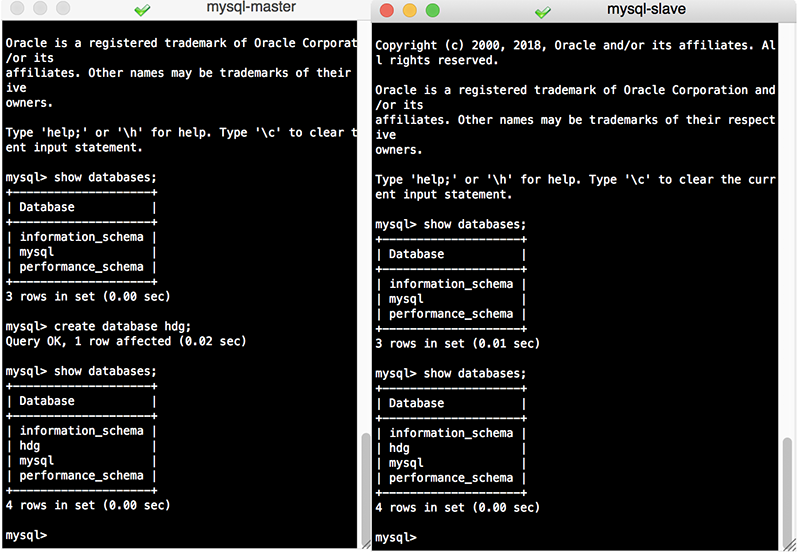 mysql-master
Oracle is a registered trademark of Oracle Corporat
/or its
affiliates. Other names may be trademarks of their
ive
owners.
Type 'help;' or '\h' for help. Type '\c' to clear t
ent input statement.
mysql> show databases;
+--------------------+
| Database           |
+--------------------+
| information_schema |
| mysql              |
| performance_schema |
+--------------------+
3 rows in set (0.00 sec)
mysql> create database hdg;
Query OK, 1 row affected (0.02 sec)
mysql> show databases;
+--------------------+
| Database           |
+--------------------+
| information_schema |
| hdg                |
| mysql              |
| performance_schema |
+--------------------+
4 rows in set (0.00 sec)
mysql>
mysql-slave
Copyright (c) 2000, 2018, Oracle and/or its affiliates. Al
l rights reserved.
Oracle is a registered trademark of Oracle Corporation and
/or its
affiliates. Other names may be trademarks of their respect
ive
owners.
Type 'help;' or '\h' for help. Type '\c' to clear the curr
ent input statement.
mysql> show databases;
+--------------------+
| Database           |
+--------------------+
| information_schema |
| mysql              |
| performance_schema |
+--------------------+
3 rows in set (0.01 sec)
mysql> show databases;
+--------------------+
| Database           |
+--------------------+
| information_schema |
| hdg                |
| mysql              |
| performance_schema |
+--------------------+
4 rows in set (0.00 sec)
mysql>